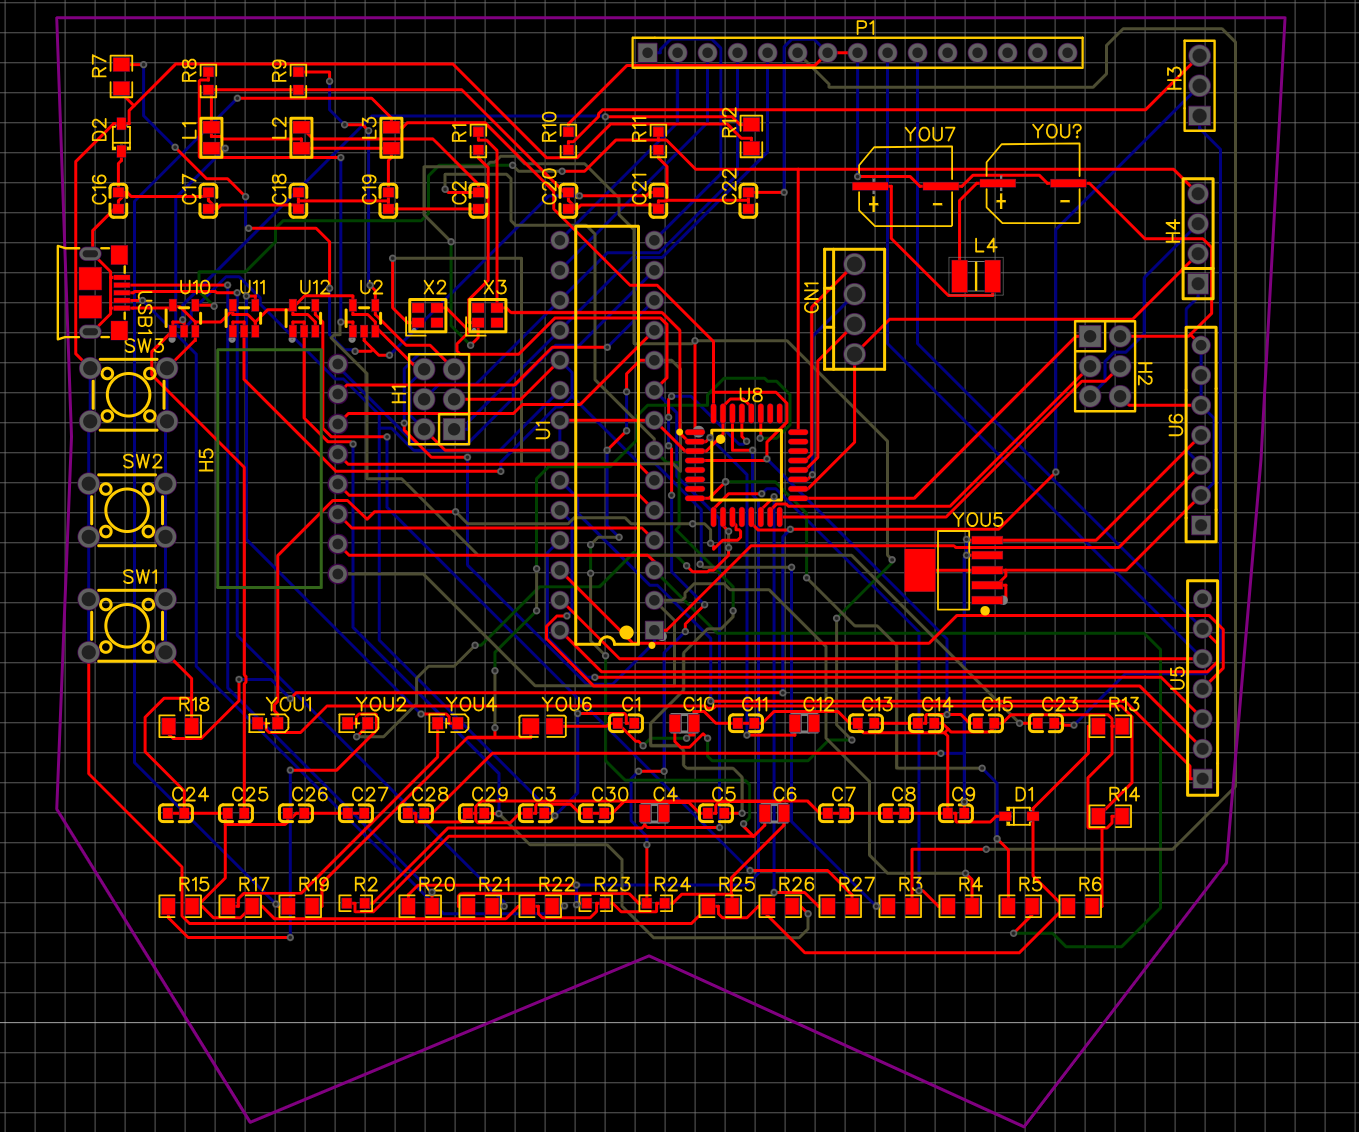 P1
R7 R8 R9 H3
D2 L1 L2 L3 R1 R10 R11 R12 YOU7 YOU?
C16 C17 C18 C19 C2 C20 C21 C22 + - + -
H4
L4
USB1 U10 U11 U12 U2 X2 X3 CN1
SW3 H1 U8 H2
U1 U6
SW2 H5
YOU5
SW1
U5
R18 YOU1 YOU2 YOU4 YOU6 C1 C10 C11 C12 C13 C14 C15 C23 R13
C24 C25 C26 C27 C28 C29 C3 C30 C4 C5 C6 C7 C8 C9 D1 R14
R15 R17 R19 R2 R20 R21 R22 R23 R24 R25 R26 R27 R3 R4 R5 R6